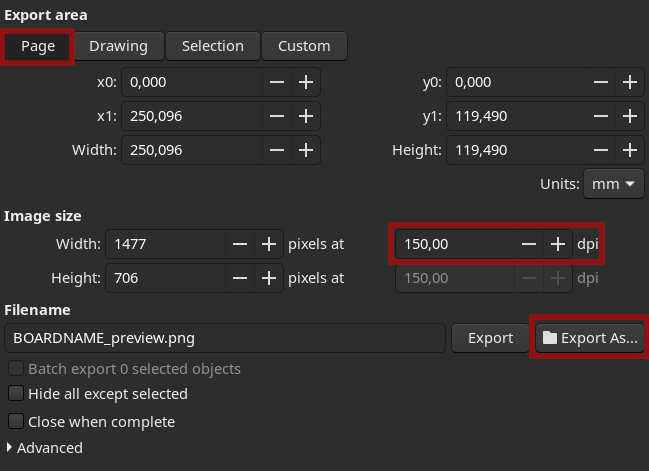 Export area
Page Drawing Selection Custom
x0: 0,000 y0: 0,000
x1: 250,096 y1: 119,490
Width: 250,096 Height: 119,490
Units: mm
Image size
Width: 1477 pixels at 150,00 dpi
Height: 706 pixels at 150,00 dpi
Filename
BOARDNAME_preview.png Export Export As...
Batch export 0 selected objects
Hide all except selected
Close when complete
Advanced